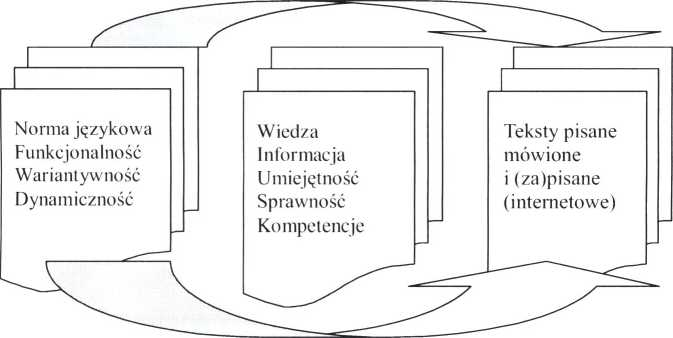 Norma językowa
Funkcjonalność
Wariantywność
Dynamiczność
Wiedza
Informacja
Umiejętność
Sprawność
Kompetencje
Teksty pisane
mówione
i (za)pisane
(internetowe)